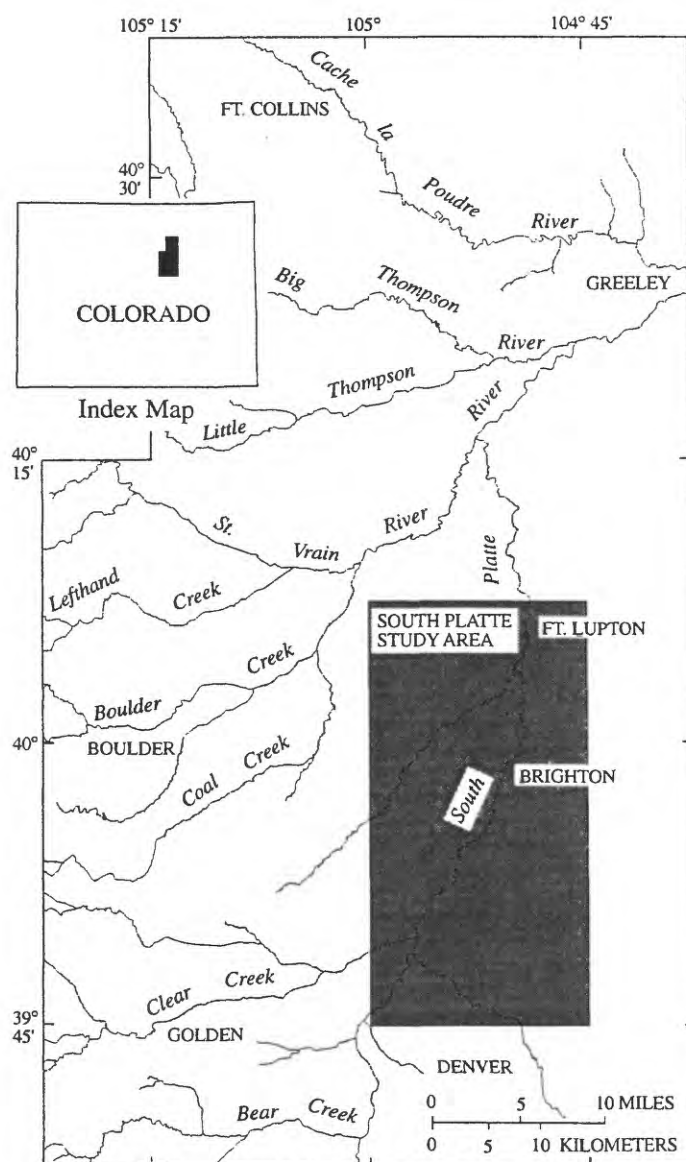 105° 15'
105°
104° 45'
Cache
la
Poudre
River
FT. COLLINS
40°
30'
COLORADO
Index Map
Big
Thompson
River
GREELEY
Little
Thompson
River
40°
15'
St.
Vrain
River
Platte
Lefthand
Creek
SOUTH PLATTE
STUDY AREA
FT. LUPTON
Boulder
Creek
BOULDER
40°
Coal
Creek
South
BRIGHTON
Clear
Creek
GOLDEN
39°
45'
DENVER
Bear
Creek
0 5 10 MILES
0 5 10 KILOMETERS